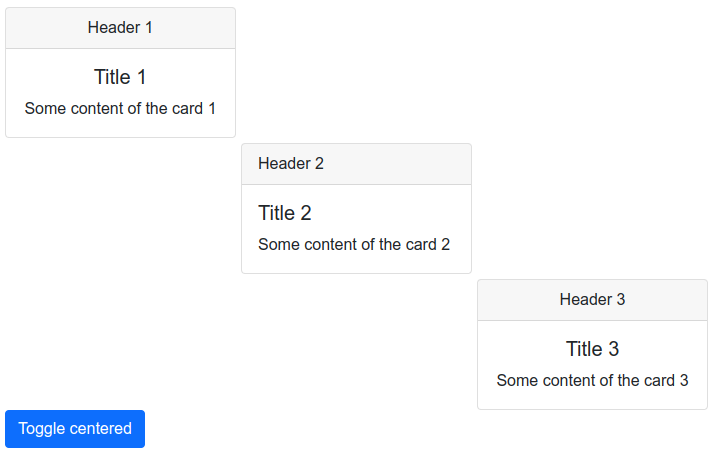 Header 1
Title 1
Some content of the card 1
Header 2
Title 2
Some content of the card 2
Header 3
Title 3
Some content of the card 3
Toggle centered